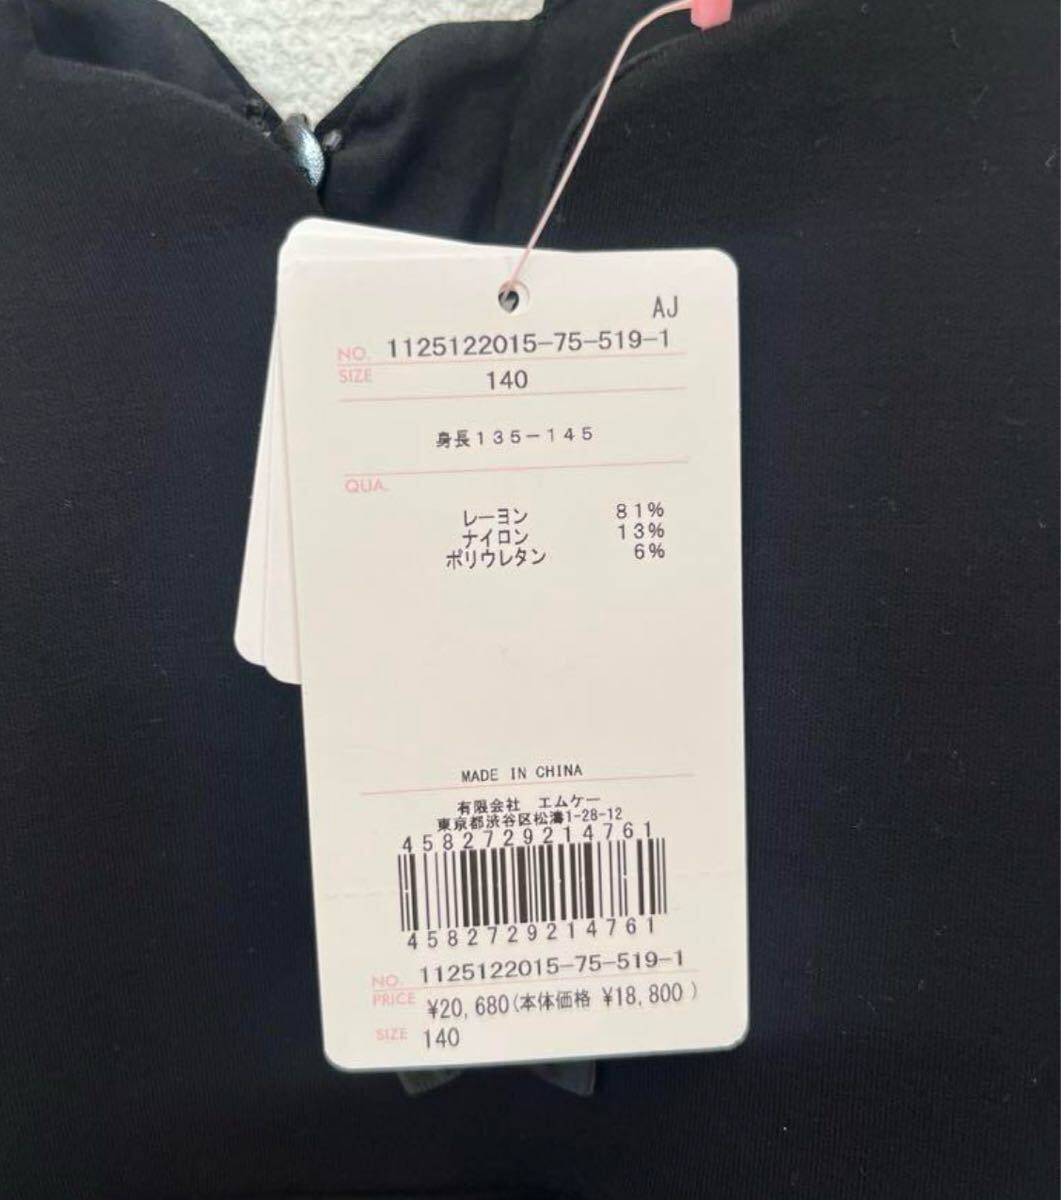 AJ
NO. 1125122015-75-519-1
SIZE 140
身長135-145
QUA.
レーヨン 81%
ナイロン 13%
ポリウレタン 6%
MADE IN CHINA
有限会社 エムケー
東京都渋谷区松濤1-28-12
4582729214761
4582729214761
NO. 1125122015-75-519-1
PRICE ¥20,680(本体価格 ¥18,800)
SIZE 140